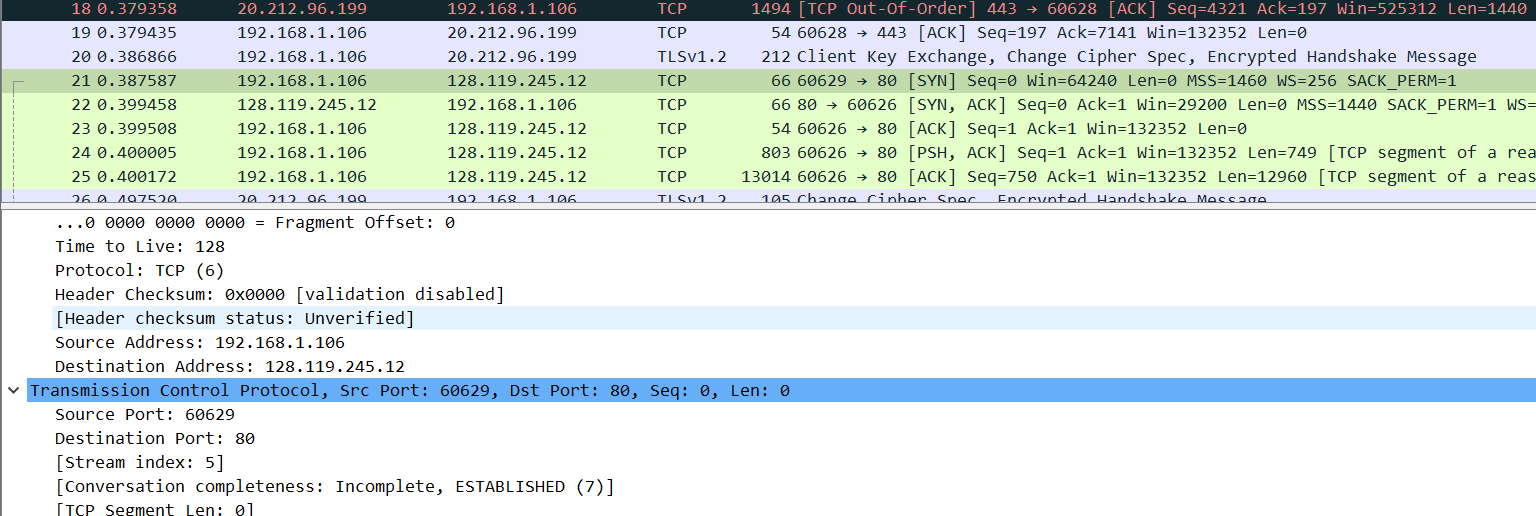 18 0.379358 20.212.96.199 192.168.1.106 TCP 1494 [TCP Out-Of-Order] 443 → 60628 [ACK] Seq=4321 Ack=197 Win=525312 Len=1440
19 0.379435 192.168.1.106 20.212.96.199 TCP 54 60628 → 443 [ACK] Seq=197 Ack=7141 Win=132352 Len=0
20 0.386866 192.168.1.106 20.212.96.199 TLSv1.2 212 Client Key Exchange, Change Cipher Spec, Encrypted Handshake Message
21 0.387587 192.168.1.106 128.119.245.12 TCP 66 60629 → 80 [SYN] Seq=0 Win=64240 Len=0 MSS=1460 WS=256 SACK_PERM=1
22 0.399458 128.119.245.12 192.168.1.106 TCP 66 80 → 60626 [SYN, ACK] Seq=0 Ack=1 Win=29200 Len=0 MSS=1440 SACK_PERM=1 WS=
23 0.399508 192.168.1.106 128.119.245.12 TCP 54 60626 → 80 [ACK] Seq=1 Ack=1 Win=132352 Len=0
24 0.400005 192.168.1.106 128.119.245.12 TCP 803 60626 → 80 [PSH, ACK] Seq=1 Ack=1 Win=132352 Len=749 [TCP segment of a rea
25 0.400172 192.168.1.106 128.119.245.12 TCP 13014 60626 → 80 [ACK] Seq=750 Ack=1 Win=132352 Len=12960 [TCP segment of a reas
26 0.497520 20.212.96.199 192.168.1.106 TLSv1.2 105 Change Cipher Spec, Encrypted Handshake Message
...0 0000 0000 0000 = Fragment Offset: 0
Time to Live: 128
Protocol: TCP (6)
Header Checksum: 0x0000 [validation disabled]
[Header checksum status: Unverified]
Source Address: 192.168.1.106
Destination Address: 128.119.245.12
Transmission Control Protocol, Src Port: 60629, Dst Port: 80, Seq: 0, Len: 0
Source Port: 60629
Destination Port: 80
[Stream index: 5]
[Conversation completeness: Incomplete, ESTABLISHED (7)]
[TCP Segment Len: 0]